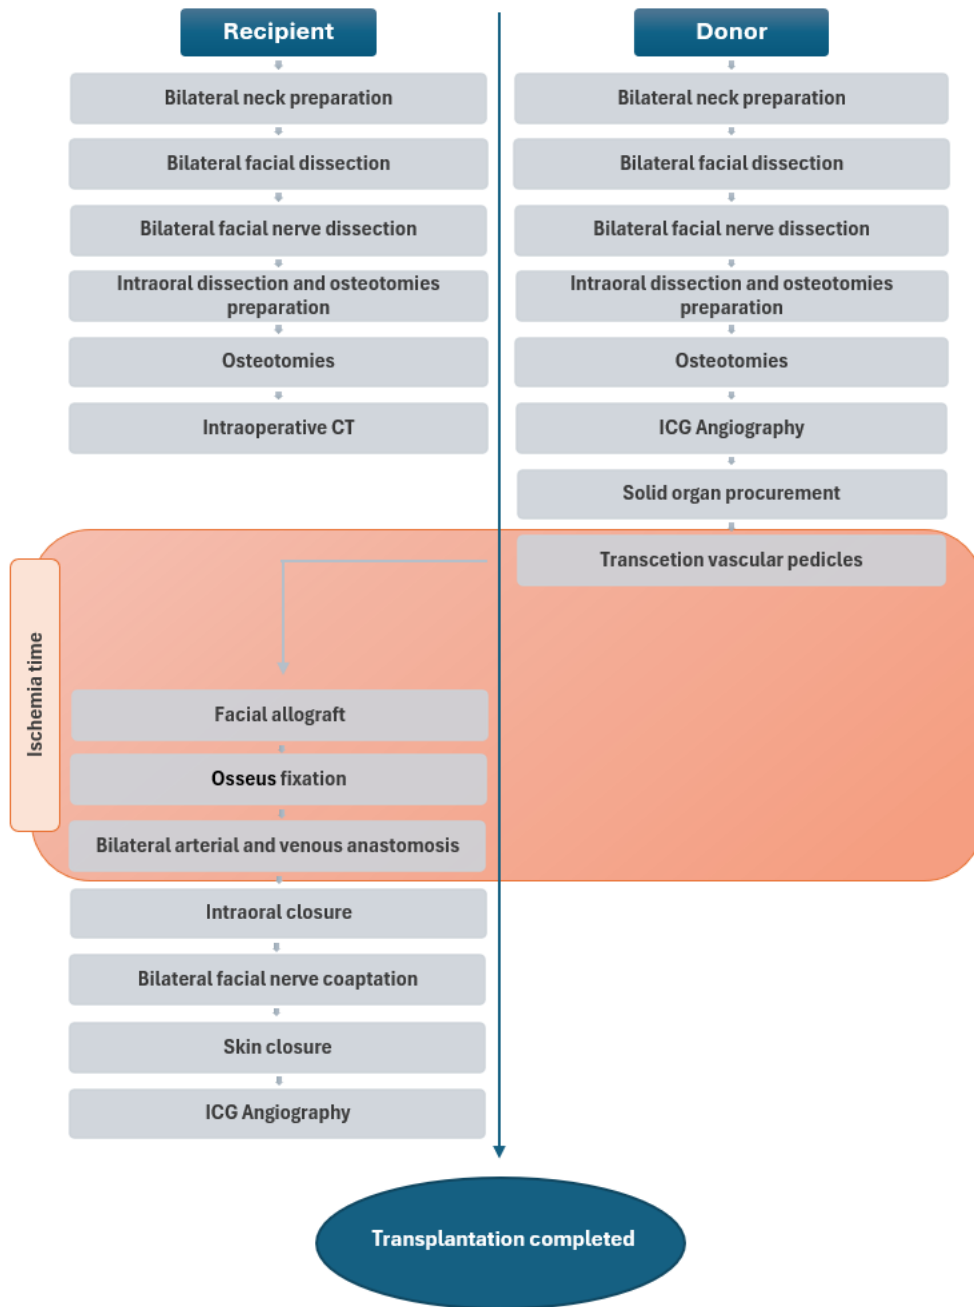 Recipient
Bilateral neck preparation
Bilateral facial dissection
Bilateral facial nerve dissection
Intraoral dissection and osteotomies
preparation
Osteotomies
Intraoperative CT
Donor
Bilateral neck preparation
Bilateral facial dissection
Bilateral facial nerve dissection
Intraoral dissection and osteotomies
preparation
Osteotomies
ICG Angiography
Solid organ procurement
Transcetion vascular pedicles
Ischemia time
Facial allograft
Osseus fixation
Bilateral arterial and venous anastomosis
Intraoral closure
Bilateral facial nerve coaptation
Skin closure
ICG Angiography
Transplantation completed